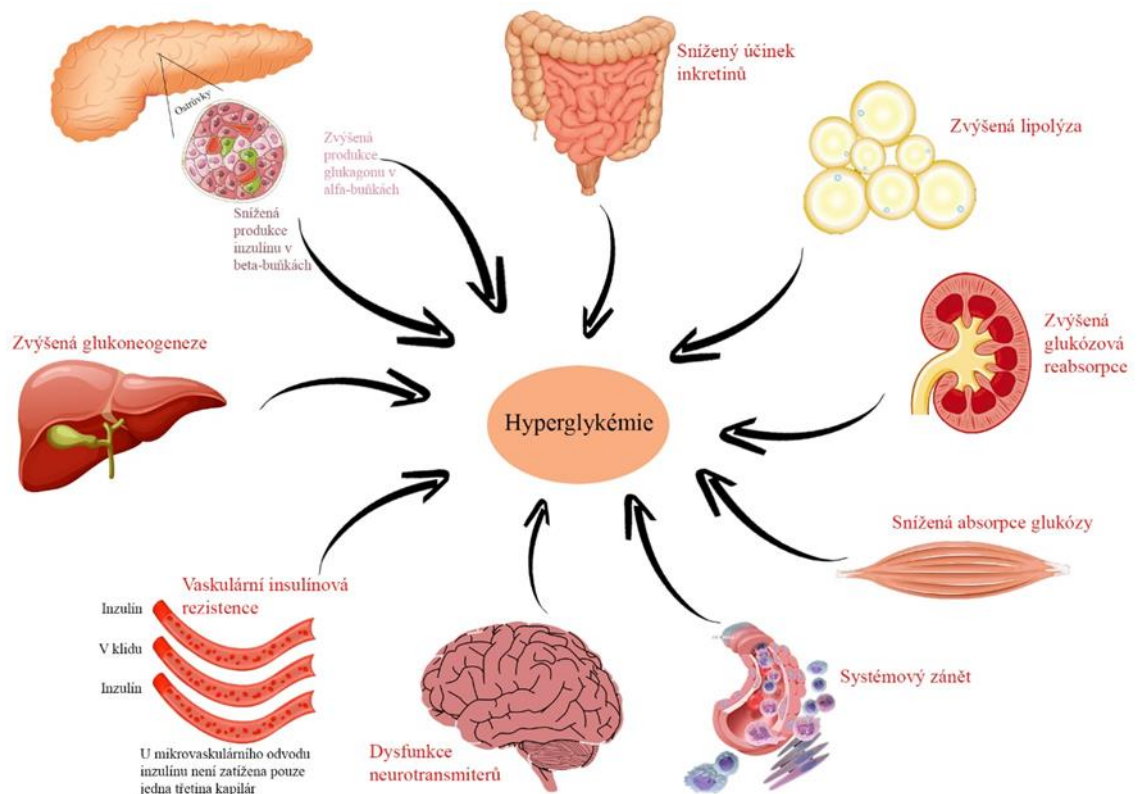 Ostrůvky
Zvýšená
produkce
glukagonu v
alfa-buňkách
Snížená
produkce
inzulínu v
beta-buňkách
Snížený účinek
inkretinů
Zvýšená lipolýza
Zvýšená glukoneogeneze
Hyperglykémie
Zvýšená
glukózová
reabsorpce
Snížená absorpce glukózy
Vaskulární insulínová
rezistence
Inzulín
V klidu
Inzulín
U mikrovaskulárního odvodu
inzulínu není zatížena pouze
jedna třetina kapilár
Dysfunkce
neurotransmiterů
Systémový zánět